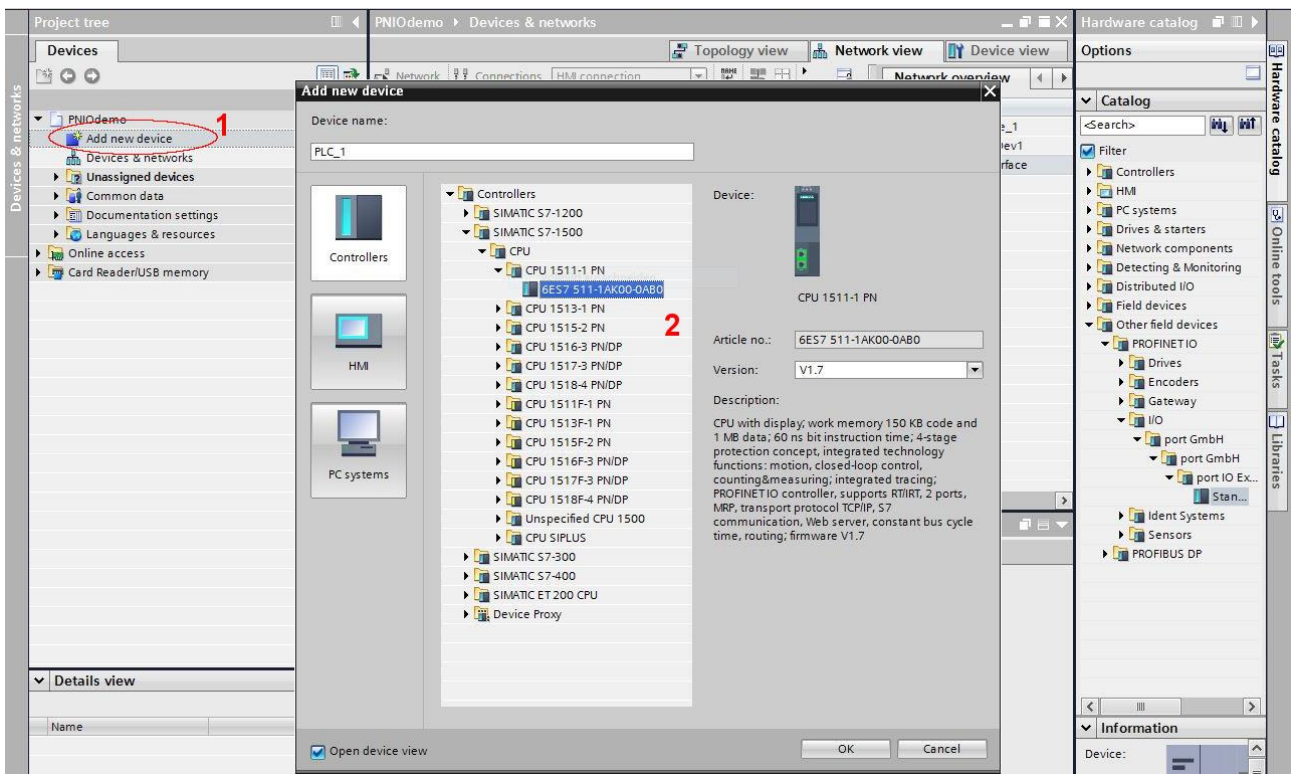 Project tree
Devices
PNIOdemo
Add new device
1
Devices & networks
Unassigned devices
Common data
Documentation settings
Languages & resources
Online access
Card Reader/USB memory
Details view
Name
Devices & networks
PNIOdemo ▸ Devices & networks
Topology view
Network view
Device view
Network
Connections
HMI connection
Network overview
Add new device
Device name:
PLC_1
Controllers
HMI
PC systems
Controllers
SIMATIC S7-1200
SIMATIC S7-1500
CPU
CPU 1511-1 PN
6ES7 511-1AK00-0AB0
CPU 1513-1 PN
CPU 1515-2 PN
2
CPU 1516-3 PN/DP
CPU 1517-3 PN/DP
CPU 1518-4 PN/DP
CPU 1511F-1 PN
CPU 1513F-1 PN
CPU 1515F-2 PN
CPU 1516F-3 PN/DP
CPU 1517F-3 PN/DP
CPU 1518F-4 PN/DP
Unspecified CPU 1500
CPU SIPLUS
SIMATIC S7-300
SIMATIC S7-400
SIMATIC ET 200 CPU
Device Proxy
Device:
CPU 1511-1 PN
Article no.: 6ES7 511-1AK00-0AB0
Version: V1.7
Description:
CPU with display; work memory 150 KB code and
1 MB data; 60 ns bit instruction time; 4-stage
protection concept, integrated technology
functions: motion, closed-loop control,
counting&measuring; integrated tracing;
PROFINET IO controller, supports RT/IRT, 2 ports,
MRP, transport protocol TCP/IP, S7
communication, Web server, constant bus cycle
time, routing; firmware V1.7
Open device view
OK
Cancel
Hardware catalog
Options
Catalog
<Search>
Filter
Controllers
HMI
PC systems
Drives & starters
Network components
Detecting & Monitoring
Distributed I/O
Field devices
Other field devices
PROFINET IO
Drives
Encoders
Gateway
I/O
port GmbH
port GmbH
port IO Ex...
Stan...
Ident Systems
Sensors
PROFIBUS DP
Information
Device:
Hardware catalog
Online tools
Tasks
Libraries